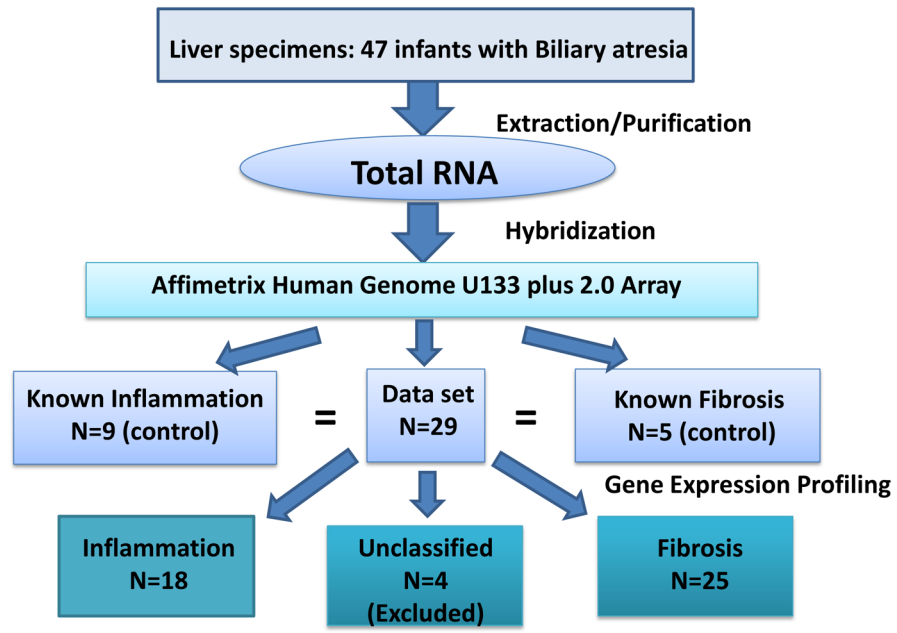 Liver specimens: 47 infants with Biliary atresia
Extraction/Purification
Total RNA
Hybridization
Affimetrix Human Genome U133 plus 2.0 Array
Known Inflammation
N=9 (control)
=
Data set
N=29
=
Known Fibrosis
N=5 (control)
Gene Expression Profiling
Inflammation
N=18
Unclassified
N=4
(Excluded)
Fibrosis
N=25